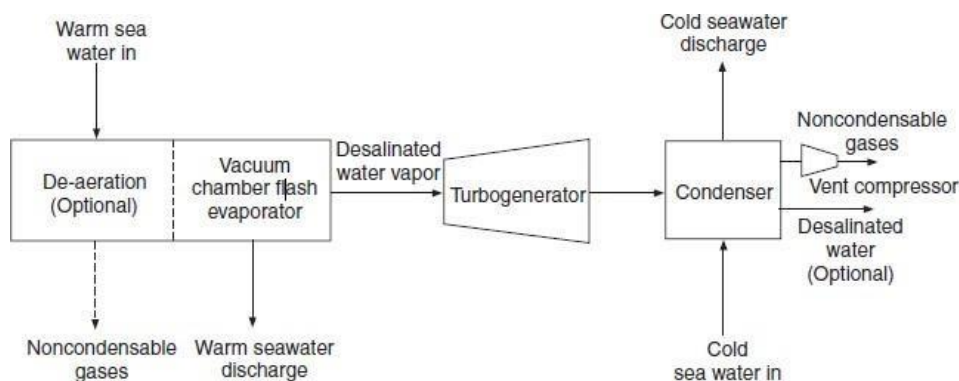 Warm sea
water in
Cold seawater
discharge
De-aeration
(Optional)
Vacuum
chamber flash
evaporator
Desalinated
water vapor
Turbogenerator
Condenser
Noncondensable
gases
Vent compressor
Desalinated
water
(Optional)
Noncondensable
gases
Warm seawater
discharge
Cold
sea water in